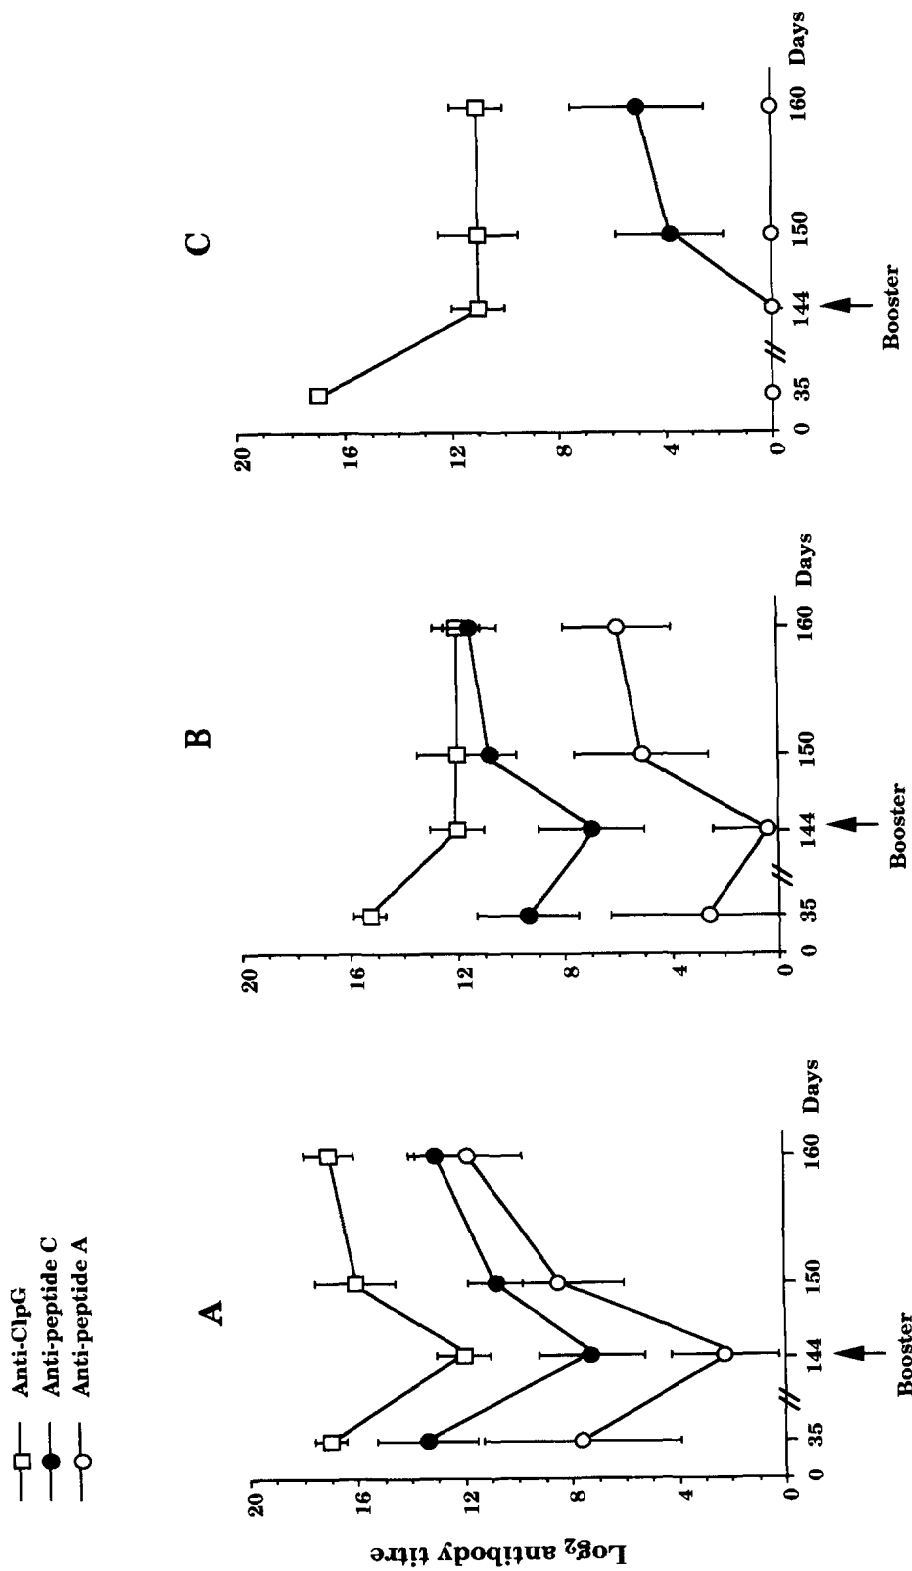 Anti-ClpG
Anti-peptide C
Anti-peptide A
A
Log₂ antibody titre
20
16
12
8
4
0
0 35 144 150 160 Days
Booster
B
20
16
12
8
4
0
0 35 144 150 160 Days
Booster
C
20
16
12
8
4
0
0 35 144 150 160 Days
Booster